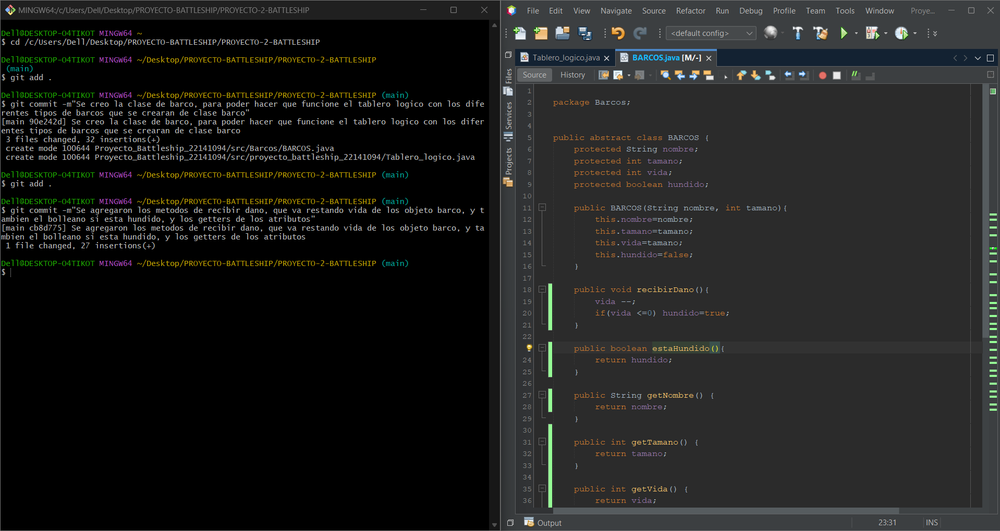 MINGW64:/c/Users/Dell/Desktop/PROYECTO-BATTLESHIP/PROYECTO-2-BATTLESHIP
Dell@DESKTOP-O4TIKOT MINGW64 ~
$ cd /c/Users/Dell/Desktop/PROYECTO-BATTLESHIP/PROYECTO-2-BATTLESHIP
Dell@DESKTOP-O4TIKOT MINGW64 ~/Desktop/PROYECTO-BATTLESHIP/PROYECTO-2-BATTLESHIP
(main)
$ git add .
Dell@DESKTOP-O4TIKOT MINGW64 ~/Desktop/PROYECTO-BATTLESHIP/PROYECTO-2-BATTLESHIP (main)
$ git commit -m"Se creo la clase de barco, para poder hacer que funcione el tablero logico con los dife
rentes tipos de barcos que se crearan de clase barco"
[main 90e242d] Se creo la clase de barco, para poder hacer que funcione el tablero logico con los difer
entes tipos de barcos que se crearan de clase barco
3 files changed, 32 insertions(+)
create mode 100644 Proyecto_Battleship_22141094/src/Barcos/BARCOS.java
create mode 100644 Proyecto_Battleship_22141094/src/proyecto_battleship_22141094/Tablero_logico.java
Dell@DESKTOP-O4TIKOT MINGW64 ~/Desktop/PROYECTO-BATTLESHIP/PROYECTO-2-BATTLESHIP (main)
$ git add .
Dell@DESKTOP-O4TIKOT MINGW64 ~/Desktop/PROYECTO-BATTLESHIP/PROYECTO-2-BATTLESHIP (main)
$ git commit -m"Se agregaron los metodos de recibir dano, que va restando vida de los objeto barco, y t
ambien el bolleano si esta hundido, y los getters de los atributos"
[main cb8d775] Se agregaron los metodos de recibir dano, que va restando vida de los objeto barco, y ta
mbien el bolleano si esta hundido, y los getters de los atributos
1 file changed, 27 insertions(+)
Dell@DESKTOP-O4TIKOT MINGW64 ~/Desktop/PROYECTO-BATTLESHIP/PROYECTO-2-BATTLESHIP (main)
$
File Edit View Navigate Source Refactor Run Debug Profile Team Tools Window Proye...
<default config>
Tablero_logico.java BARCOS.java [M/-]
Source History
Files
Services
Projects
1
2 package Barcos;
3
4
5 public abstract class BARCOS {
6 protected String nombre;
7 protected int tamano;
8 protected int vida;
9 protected boolean hundido;
10
11 public BARCOS(String nombre, int tamano){
12 this.nombre=nombre;
13 this.tamano=tamano;
14 this.vida=tamano;
15 this.hundido=false;
16 }
17
18 public void recibirDano(){
19 vida --;
20 if(vida <=0) hundido=true;
21 }
22
public boolean estaHundido(){
24 return hundido;
25 }
26
27 public String getNombre() {
28 return nombre;
29 }
30
31 public int getTamano() {
32 return tamano;
33 }
34
35 public int getVida() {
36 return vida;
Output
23:31 INS